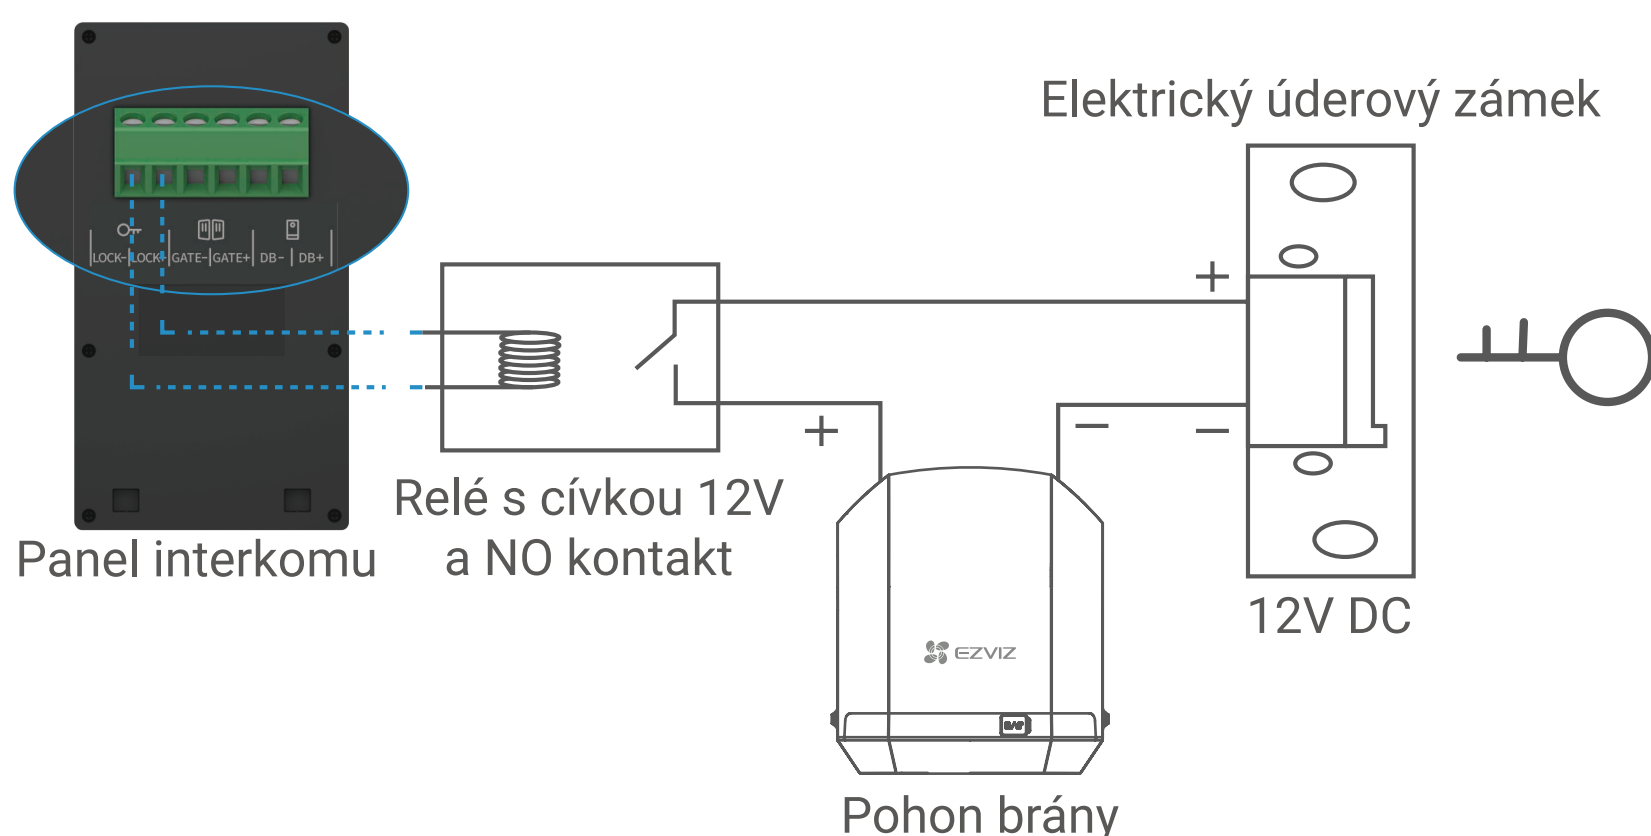 Elektrický úderový zámek
LOCK- LOCK+ GATE- GATE+ DB- DB+
+
+
−
−
Relé s cívkou 12V
a NO kontakt
Panel interkomu
12V DC
EZVIZ
Pohon brány